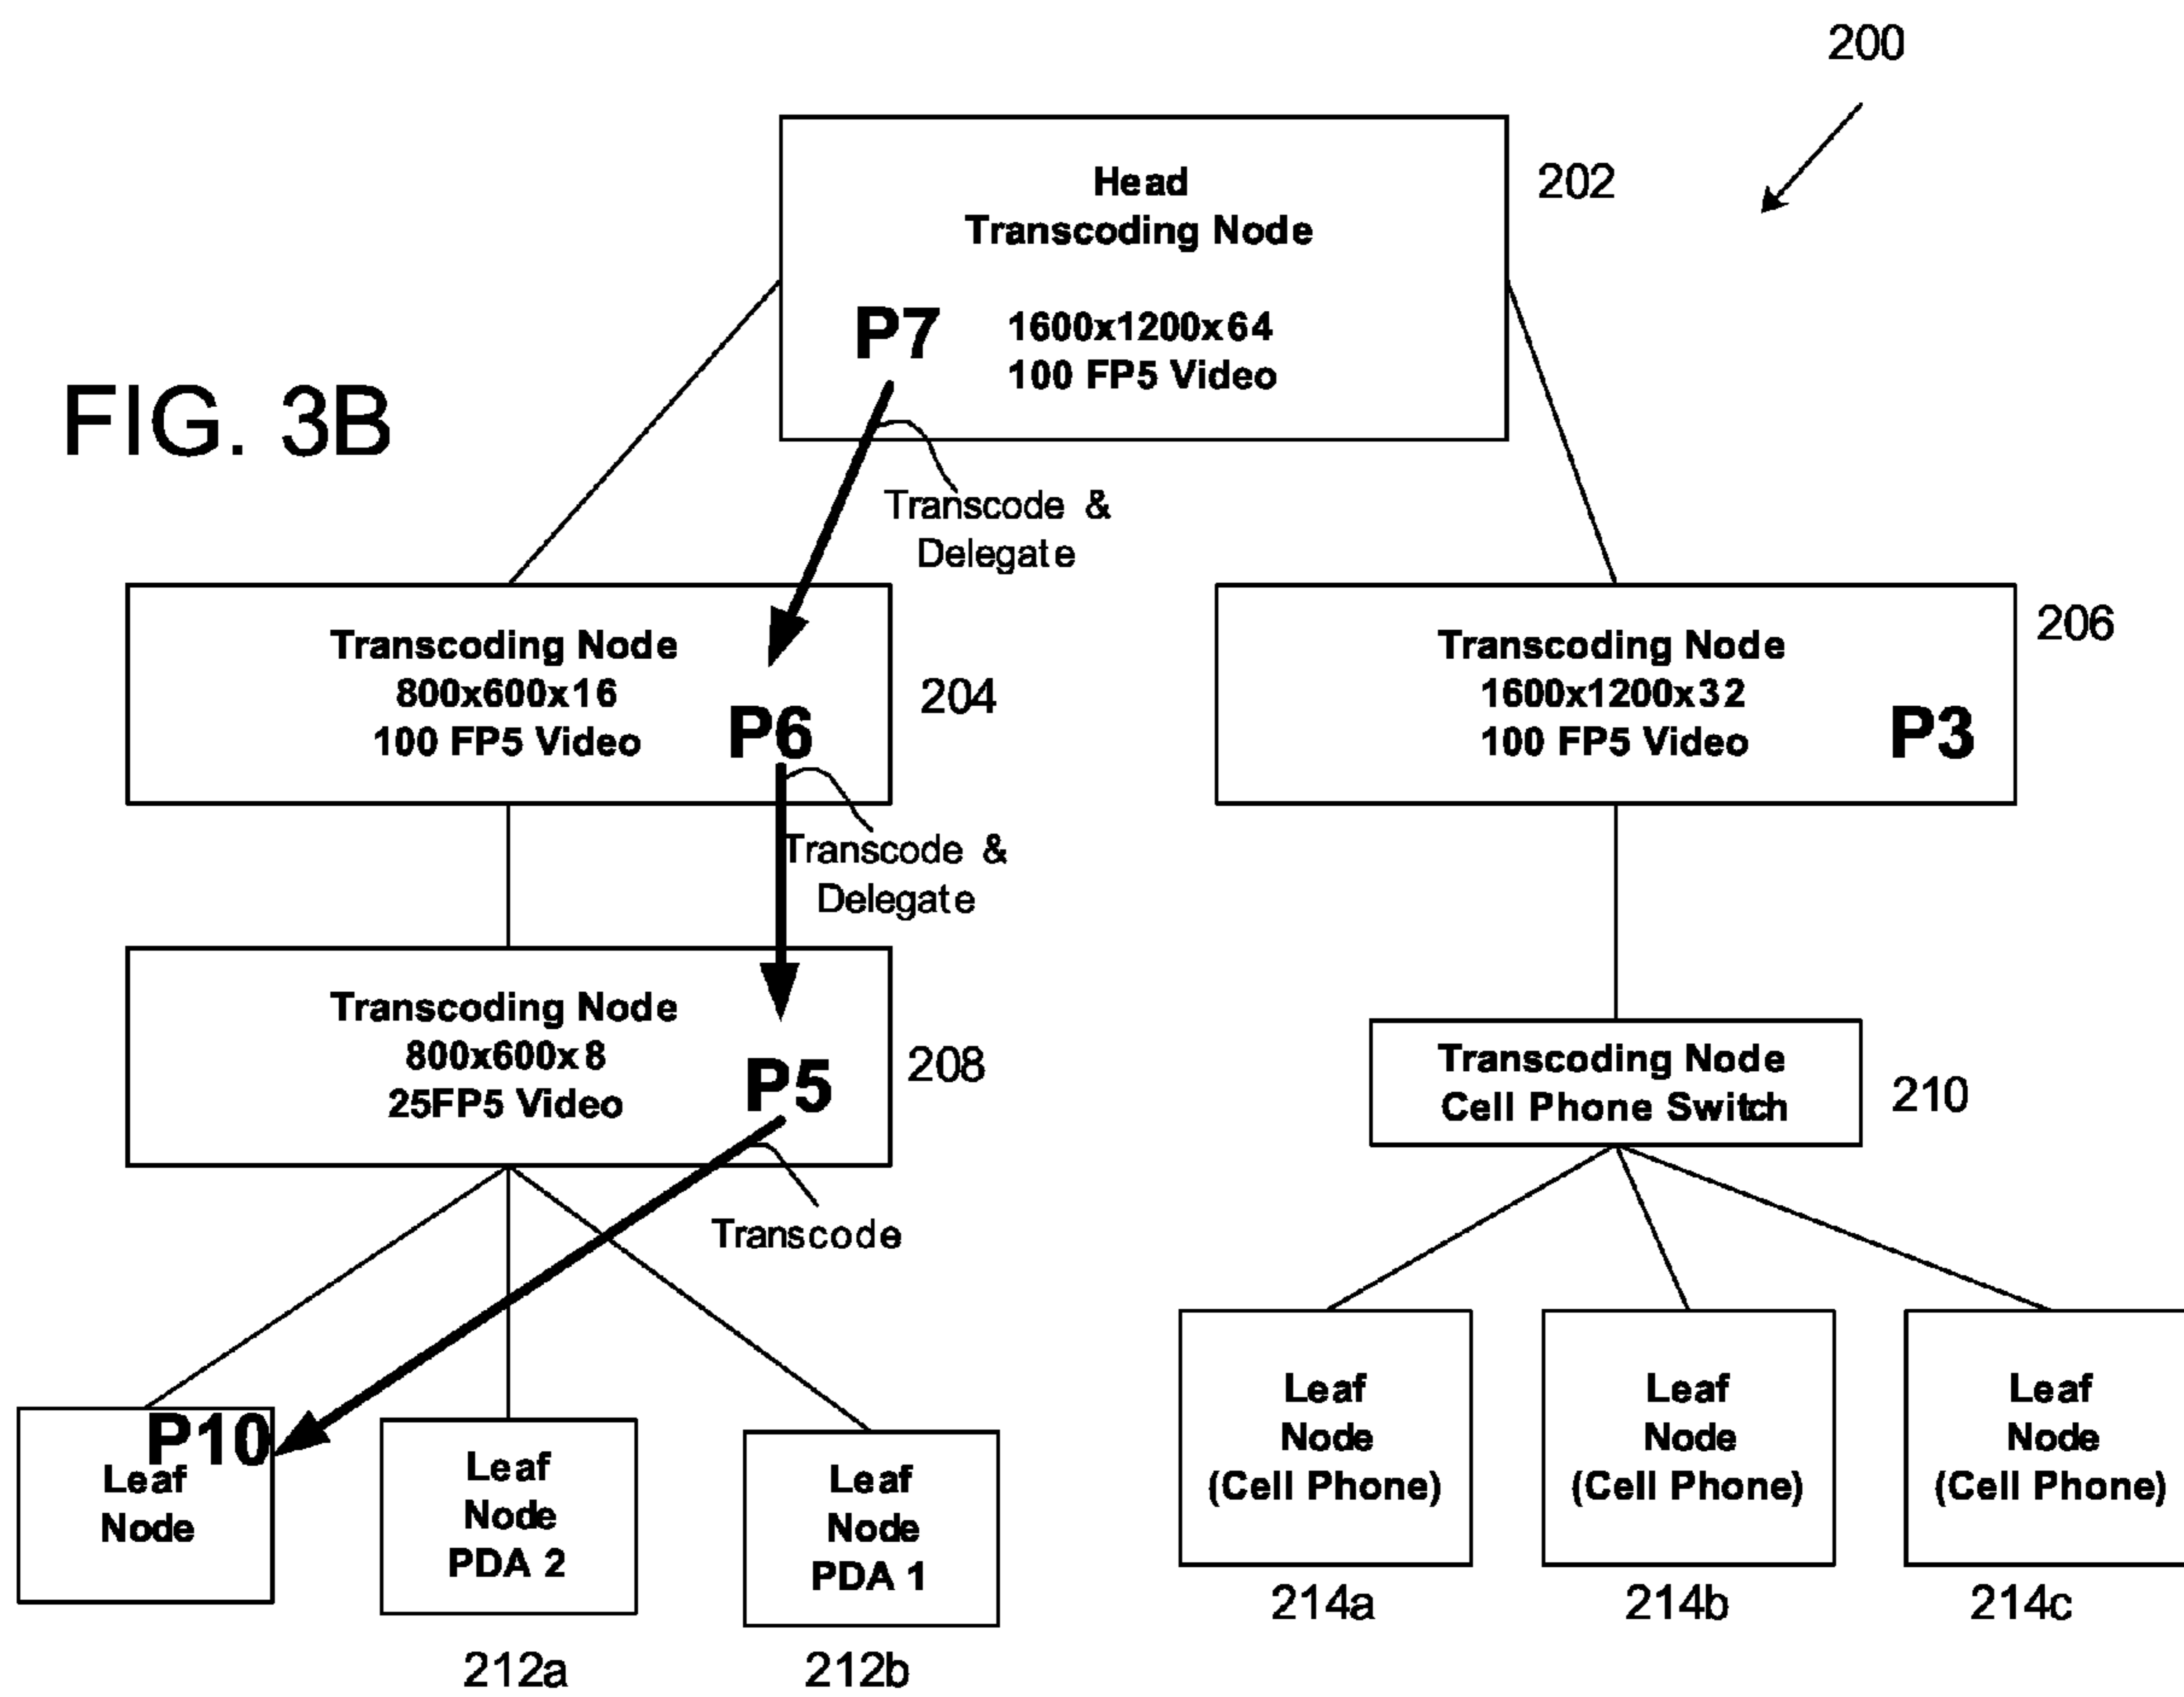 200
Head
Transcoding Node
202
P7
1600x1200x64
100 FP5 Video
FIG. 3B
Transcode &
Delegate
Transcoding Node
800x600x16
100 FP5 Video
P6
204
Transcoding Node
1600x1200x32
100 FP5 Video
P3
206
Transcode &
Delegate
Transcoding Node
800x600x8
25FP5 Video
P5
208
Transcoding Node
Cell Phone Switch
210
Transcode
P10
Leaf
Node
Leaf
Node
PDA 2
212a
Leaf
Node
PDA 1
212b
Leaf
Node
(Cell Phone)
214a
Leaf
Node
(Cell Phone)
214b
Leaf
Node
(Cell Phone)
214c